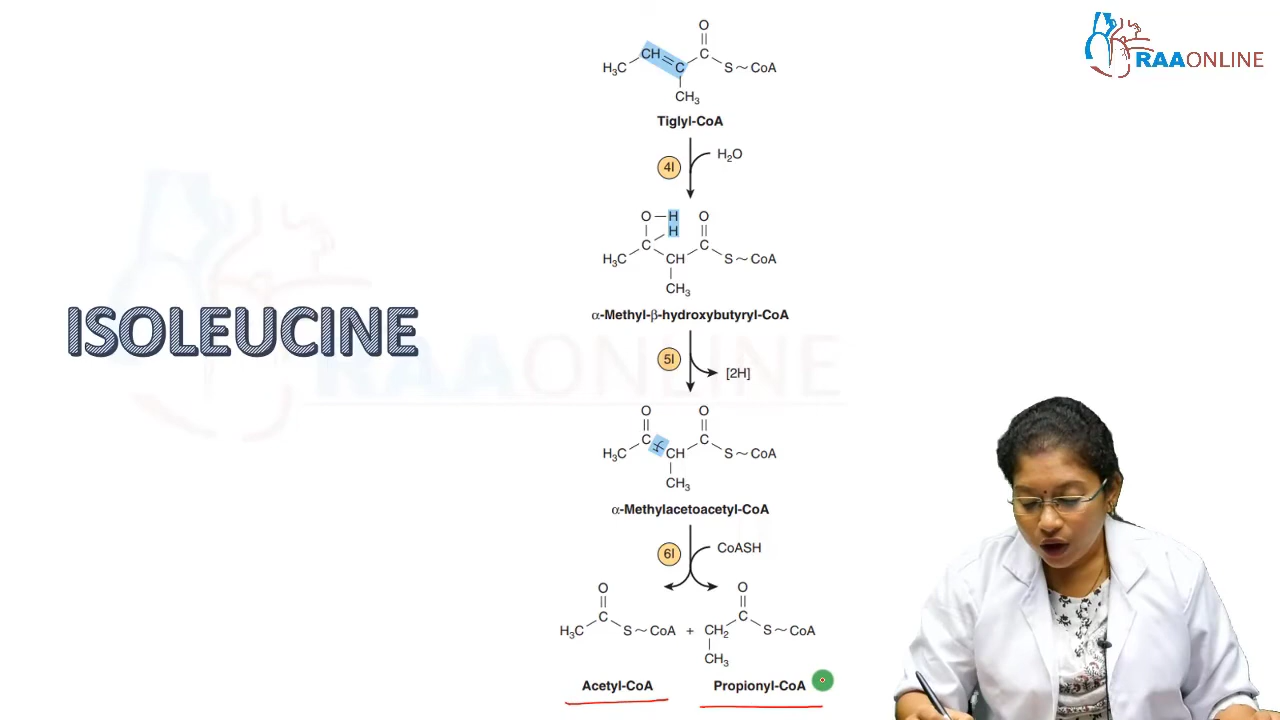 RAAONLINE
ISOLEUCINE
O
H₃C CH=C C S~CoA
CH₃
Tiglyl-CoA
4I H₂O
O—H O
H
H₃C C CH C S~CoA
CH₃
α-Methyl-β-hydroxybutyryl-CoA
5I [2H]
O O
H₃C C CH C S~CoA
CH₃
α-Methylacetoacetyl-CoA
6I CoASH
O O
H₃C C S~CoA + CH₂ C S~CoA
CH₃
Acetyl-CoA Propionyl-CoA
RAAONLINE